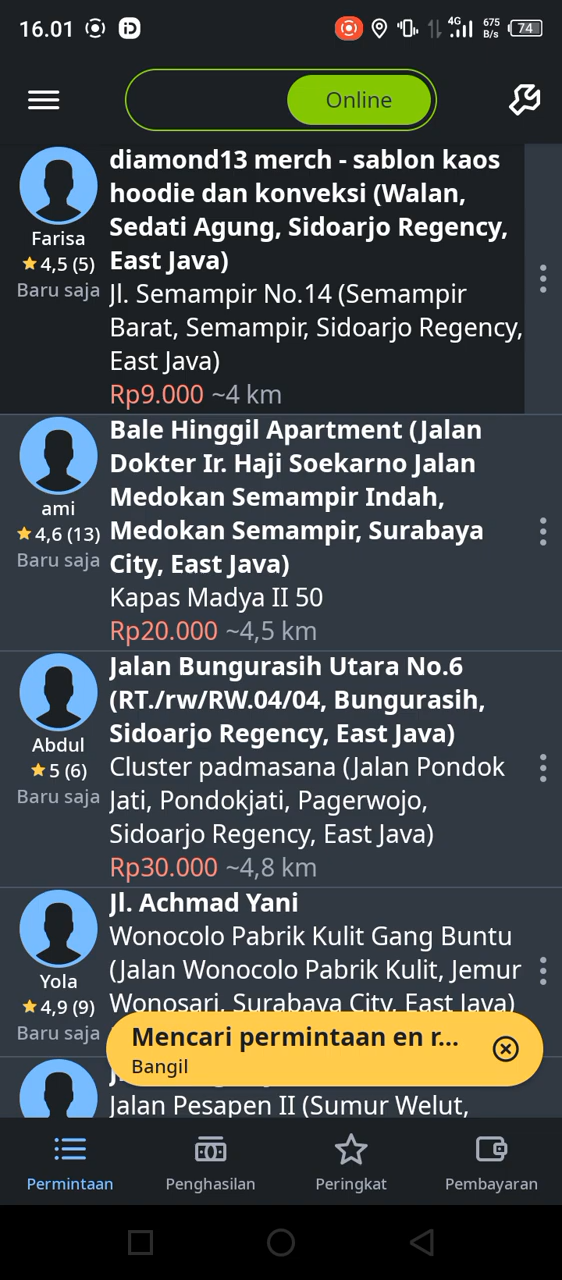 16.01
4G
675
B/s
74
Online
diamond13 merch - sablon kaos
hoodie dan konveksi (Walan,
Sedati Agung, Sidoarjo Regency,
East Java)
Jl. Semampir No.14 (Semampir
Barat, Semampir, Sidoarjo Regency,
East Java)
Rp9.000 ~4 km
Farisa
4,5 (5)
Baru saja
Bale Hinggil Apartment (Jalan
Dokter Ir. Haji Soekarno Jalan
Medokan Semampir Indah,
Medokan Semampir, Surabaya
City, East Java)
Kapas Madya II 50
Rp20.000 ~4,5 km
ami
4,6 (13)
Baru saja
Jalan Bungurasih Utara No.6
(RT./rw/RW.04/04, Bungurasih,
Sidoarjo Regency, East Java)
Cluster padmasana (Jalan Pondok
Jati, Pondokjati, Pagerwojo,
Sidoarjo Regency, East Java)
Rp30.000 ~4,8 km
Abdul
5 (6)
Baru saja
Jl. Achmad Yani
Wonocolo Pabrik Kulit Gang Buntu
(Jalan Wonocolo Pabrik Kulit, Jemur
Wonosari, Surabaya City, East Java)
Yola
4,9 (9)
Baru saja
Mencari permintaan en r...
Bangil
Jalan Pesapen II (Sumur Welut,
Permintaan
Penghasilan
Peringkat
Pembayaran